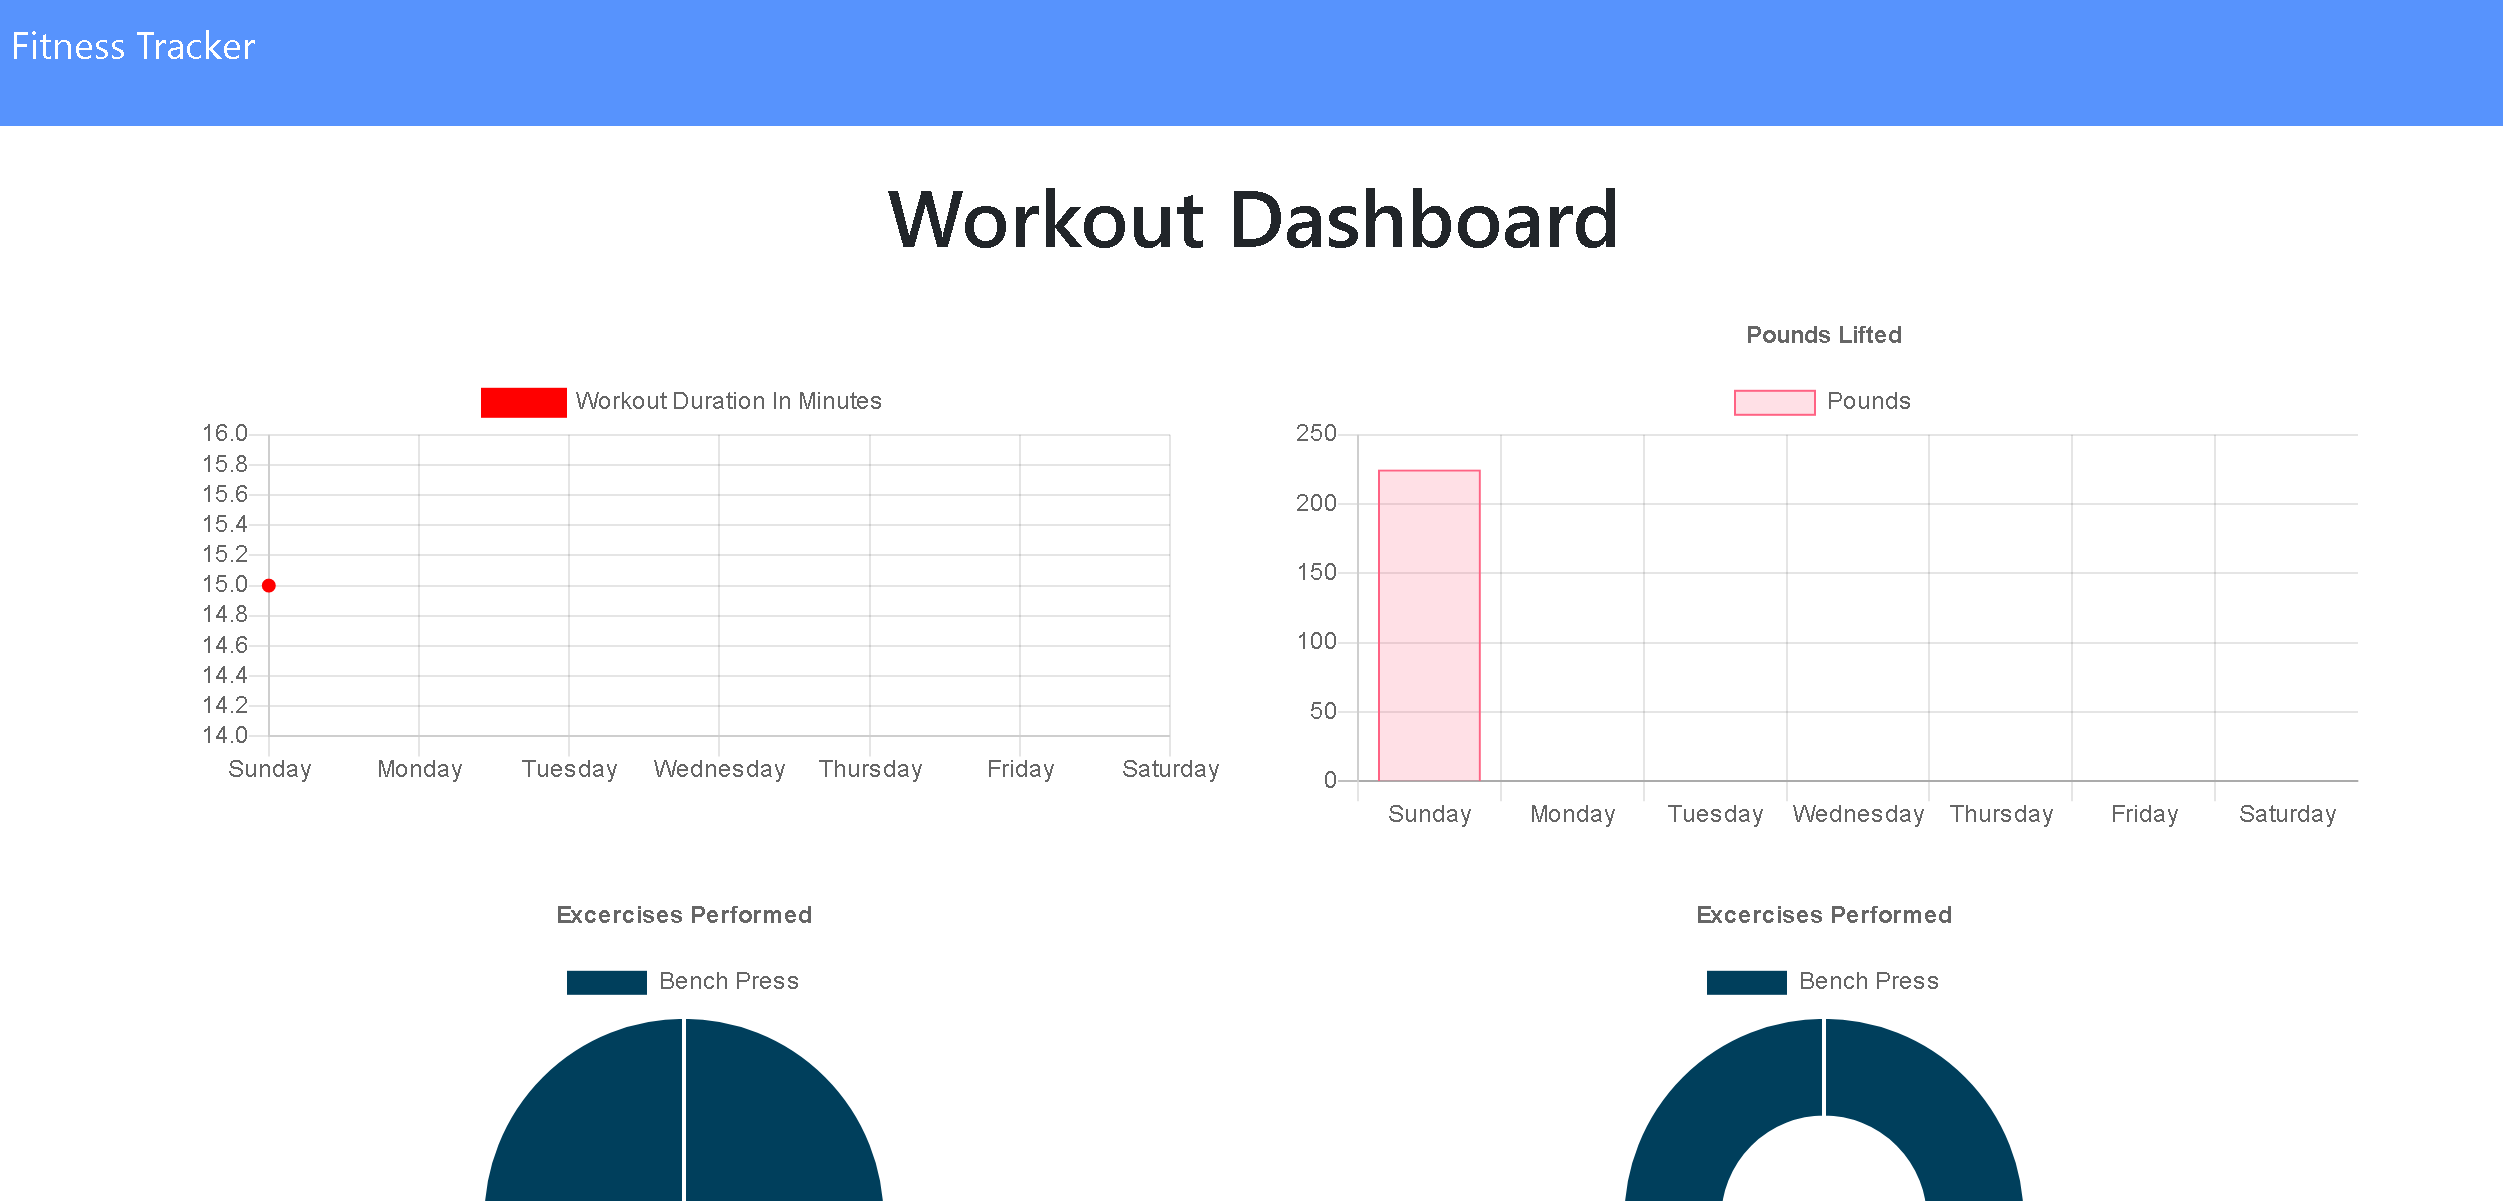 Fitness Tracker
Workout Dashboard
Workout Duration In Minutes
16.0
15.8
15.6
15.4
15.2
15.0
14.8
14.6
14.4
14.2
14.0
Sunday Monday Tuesday Wednesday Thursday Friday Saturday
Pounds Lifted
Pounds
250
200
150
100
50
0
Sunday Monday Tuesday Wednesday Thursday Friday Saturday
Excercises Performed
Bench Press
Excercises Performed
Bench Press